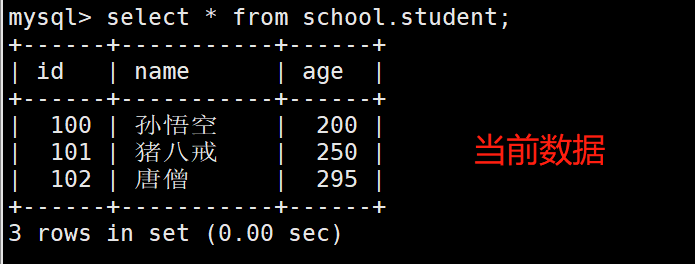 mysql> select * from school.student;
+------+-----------+------+
| id   | name      | age  |
+------+-----------+------+
|  100 | 孙悟空    |  200 |
|  101 | 猪八戒    |  250 |
|  102 | 唐僧      |  295 |
+------+-----------+------+
3 rows in set (0.00 sec)
当前数据